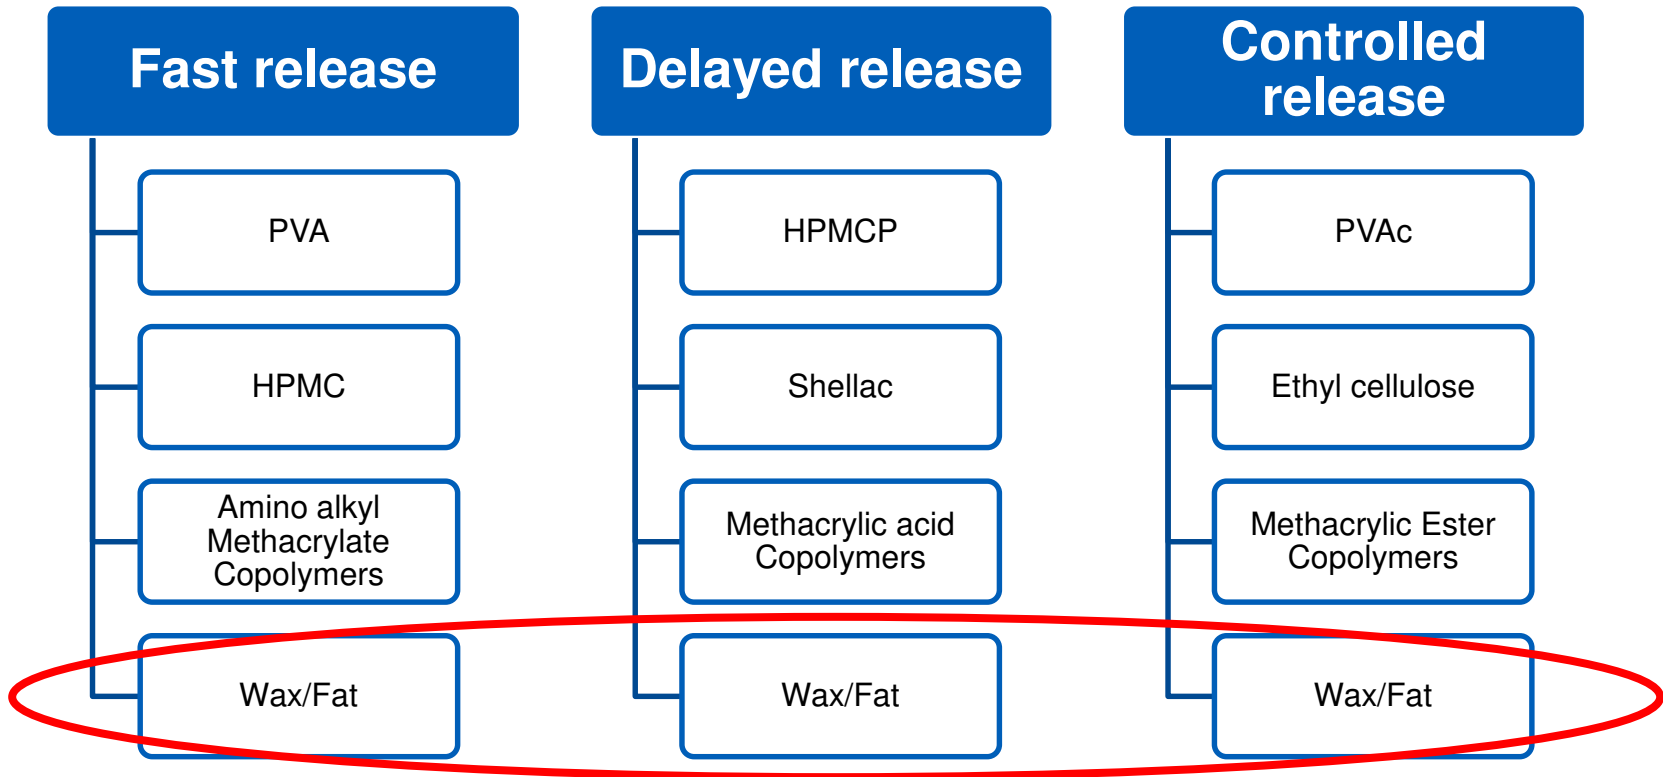 Fast release
PVA
HPMC
Amino alkyl
Methacrylate
Copolymers
Wax/Fat
Delayed release
HPMCP
Shellac
Methacrylic acid
Copolymers
Wax/Fat
Controlled
release
PVAc
Ethyl cellulose
Methacrylic Ester
Copolymers
Wax/Fat